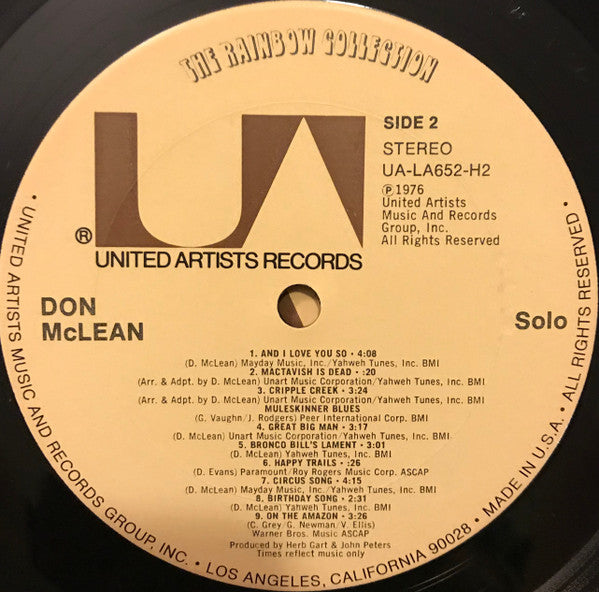 THE RAINBOW COLLECTION
UA
®
UNITED ARTISTS RECORDS
SIDE 2
STEREO
UA-LA652-H2
Ⓟ1976
United Artists
Music And Records
Group, Inc.
All Rights Reserved
DON
McLEAN
Solo
1. AND I LOVE YOU SO • 4:08
(D. McLean) Mayday Music, Inc./Yahweh Tunes, Inc. BMI
2. MACTAVISH IS DEAD • :20
(Arr. & Adpt. by D. McLean) Unart Music Corporation/Yahweh Tunes, Inc. BMI
3. CRIPPLE CREEK • 3:24
(Arr. & Adpt. by D. McLean) Unart Music Corporation/Yahweh Tunes, Inc. BMI
MULESKINNER BLUES
(G. Vaughn/J. Rodgers) Peer International Corp. BMI
4. GREAT BIG MAN • 3:17
(D. McLean) Unart Music Corporation/Yahweh Tunes, Inc. BMI
5. BRONCO BILL'S LAMENT • 3:01
(D. McLean) Yahweh Tunes, Inc. BMI
6. HAPPY TRAILS • :26
(D. Evans) Paramount/Roy Rogers Music Corp. ASCAP
7. CIRCUS SONG • 4:15
(D. McLean) Mayday Music, Inc./Yahweh Tunes, Inc. BMI
8. BIRTHDAY SONG • 2:31
(D. McLean) Yahweh Tunes, Inc. BMI
9. ON THE AMAZON • 3:26
(C. Grey/G. Newman/V. Ellis)
Warner Bros. Music ASCAP
Produced by Herb Gart & John Peters
Times reflect music only
• UNITED ARTISTS MUSIC AND RECORDS GROUP, INC. • LOS ANGELES, CALIFORNIA 90028 • MADE IN U.S.A. • ALL RIGHTS RESERVED •